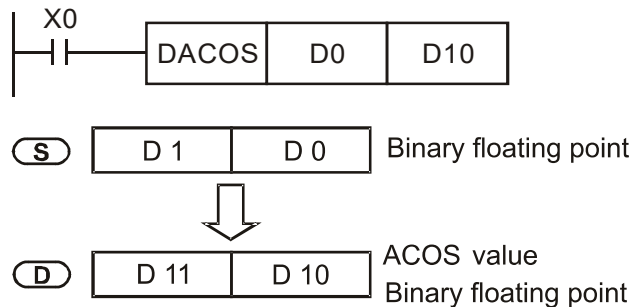 X0
DACOS D0 D10
S D 1 D 0 Binary floating point
D D 11 D 10 ACOS value
Binary floating point